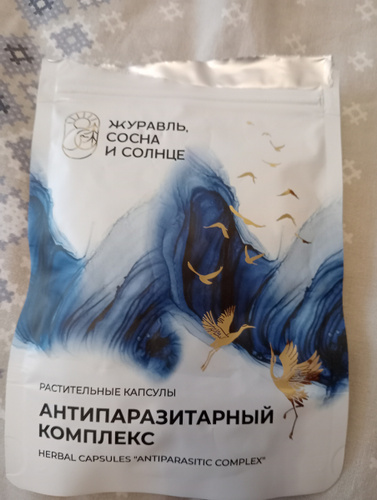 ЖУРАВЛЬ,
СОСНА
И СОЛНЦЕ
РАСТИТЕЛЬНЫЕ КАПСУЛЫ
АНТИПАРАЗИТАРНЫЙ
КОМПЛЕКС
HERBAL CAPSULES "ANTIPARASITIC COMPLEX"